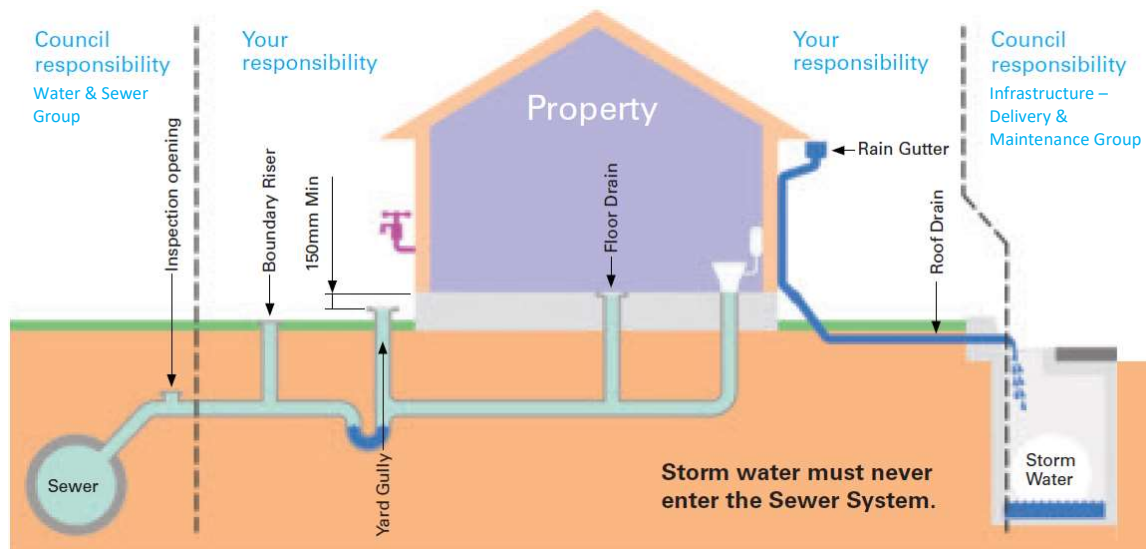 Council
responsibility
Water & Sewer
Group
Your
responsibility
Your
responsibility
Council
responsibility
Infrastructure –
Delivery &
Maintenance Group
Property
Rain Gutter
Inspection opening
Boundary Riser
150mm Min
Floor Drain
Roof Drain
Yard Gully
Sewer
Storm water must never
enter the Sewer System.
Storm
Water